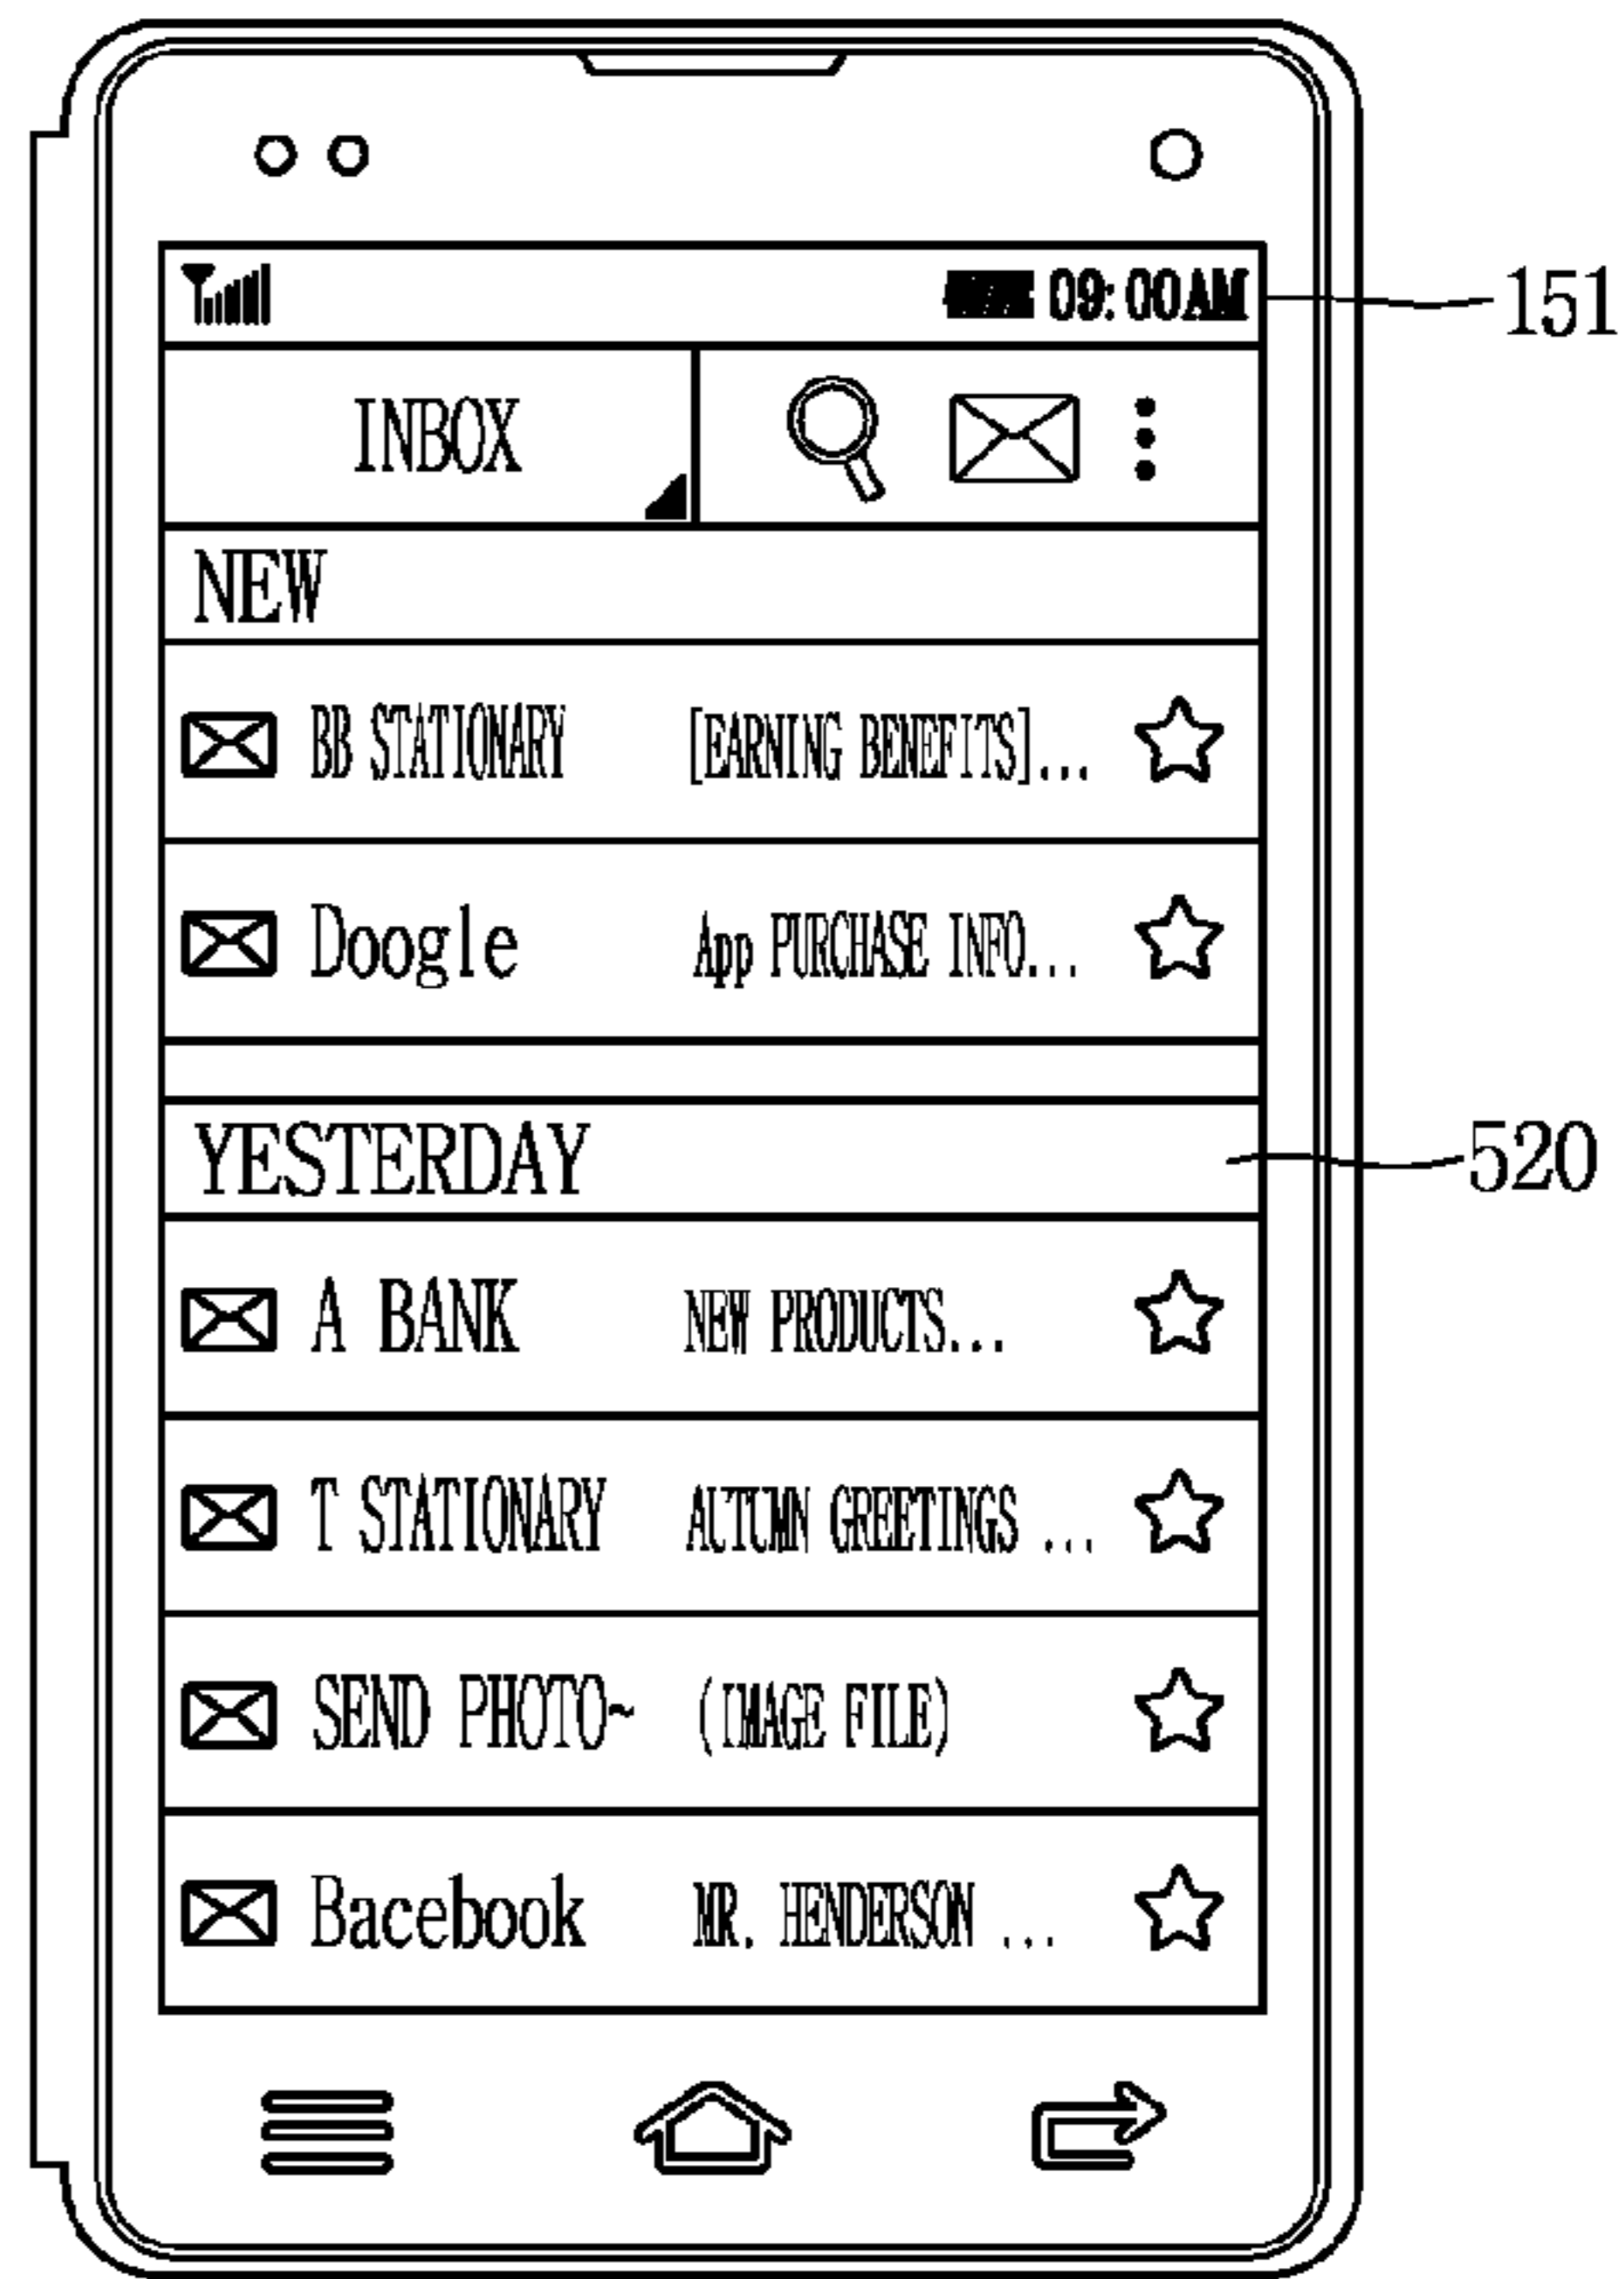 09:00AM
151
INBOX
NEW
BB STATIONARY [EARNING BENEFITS]...
Doogle App PURCHASE INFO...
YESTERDAY
520
A BANK NEW PRODUCTS...
T STATIONARY AUTUMN GREETINGS ...
SEND PHOTO~ (IMAGE FILE)
Bacebook MR. HENDERSON ...